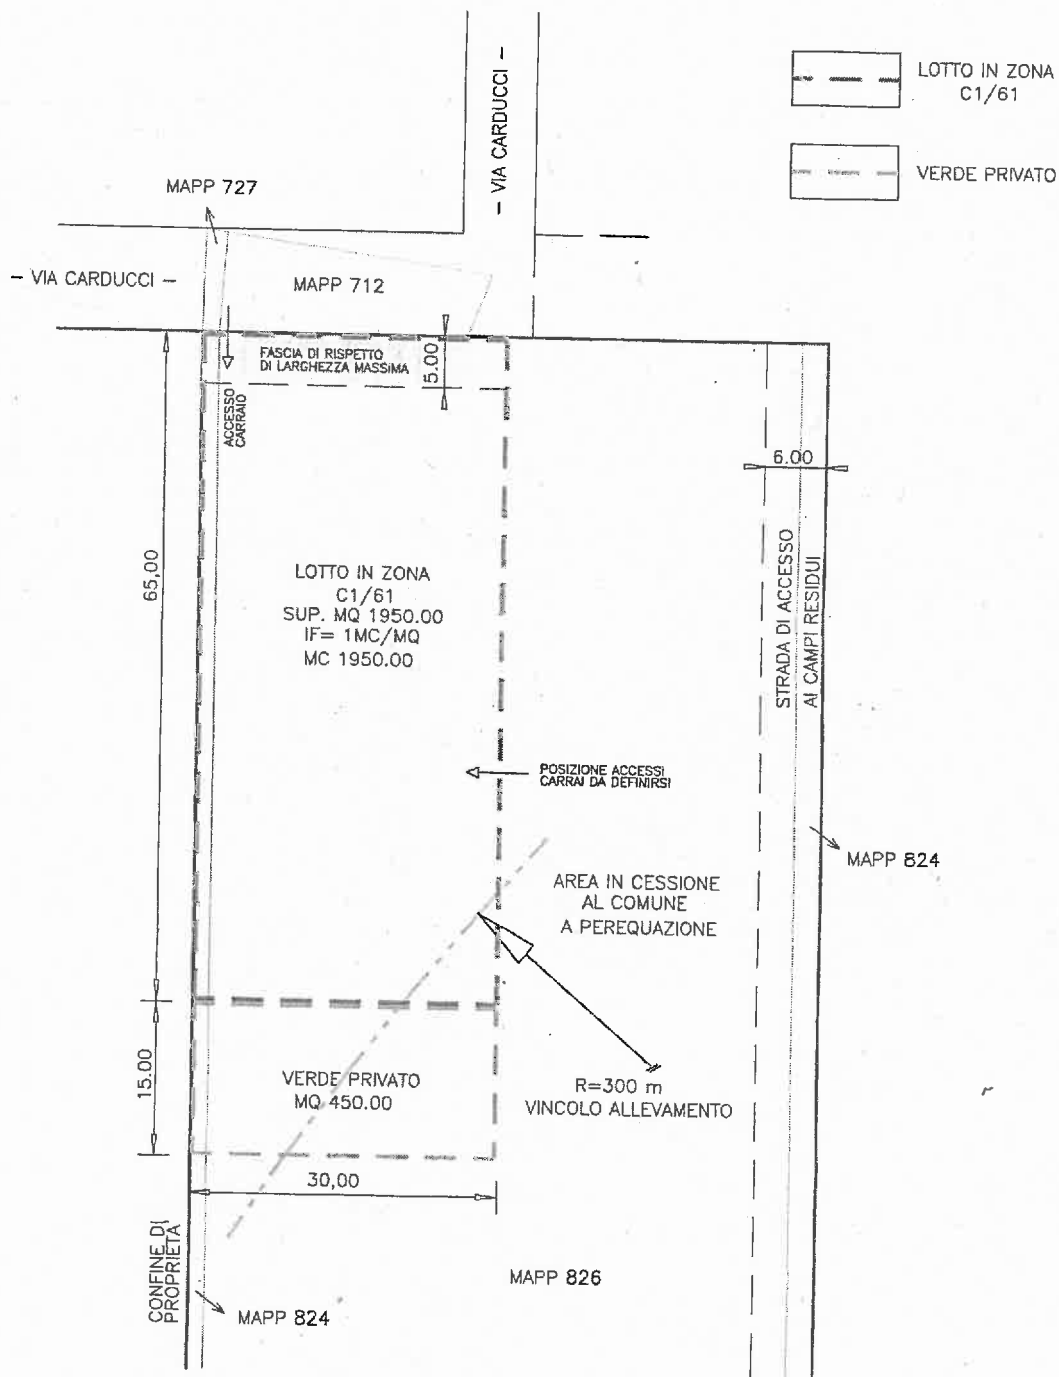 LOTTO IN ZONA
C1/61
VERDE PRIVATO
– VIA CARDUCCI –
MAPP 727
– VIA CARDUCCI –
MAPP 712
FASCIA DI RISPETTO
DI LARGHEZZA MASSIMA
5.00
ACCESSO
CARRAIO
6.00
65,00
LOTTO IN ZONA
C1/61
SUP. MQ 1950.00
IF= 1MC/MQ
MC 1950.00
STRADA DI ACCESSO
AI CAMPI RESIDUI
POSIZIONE ACCESSI
CARRAI DA DEFINIRSI
MAPP 824
AREA IN CESSIONE
AL COMUNE
A PEREQUAZIONE
15.00
VERDE PRIVATO
MQ 450.00
R=300 m
VINCOLO ALLEVAMENTO
30,00
CONFINE DI
PROPRIETA
MAPP 826
MAPP 824